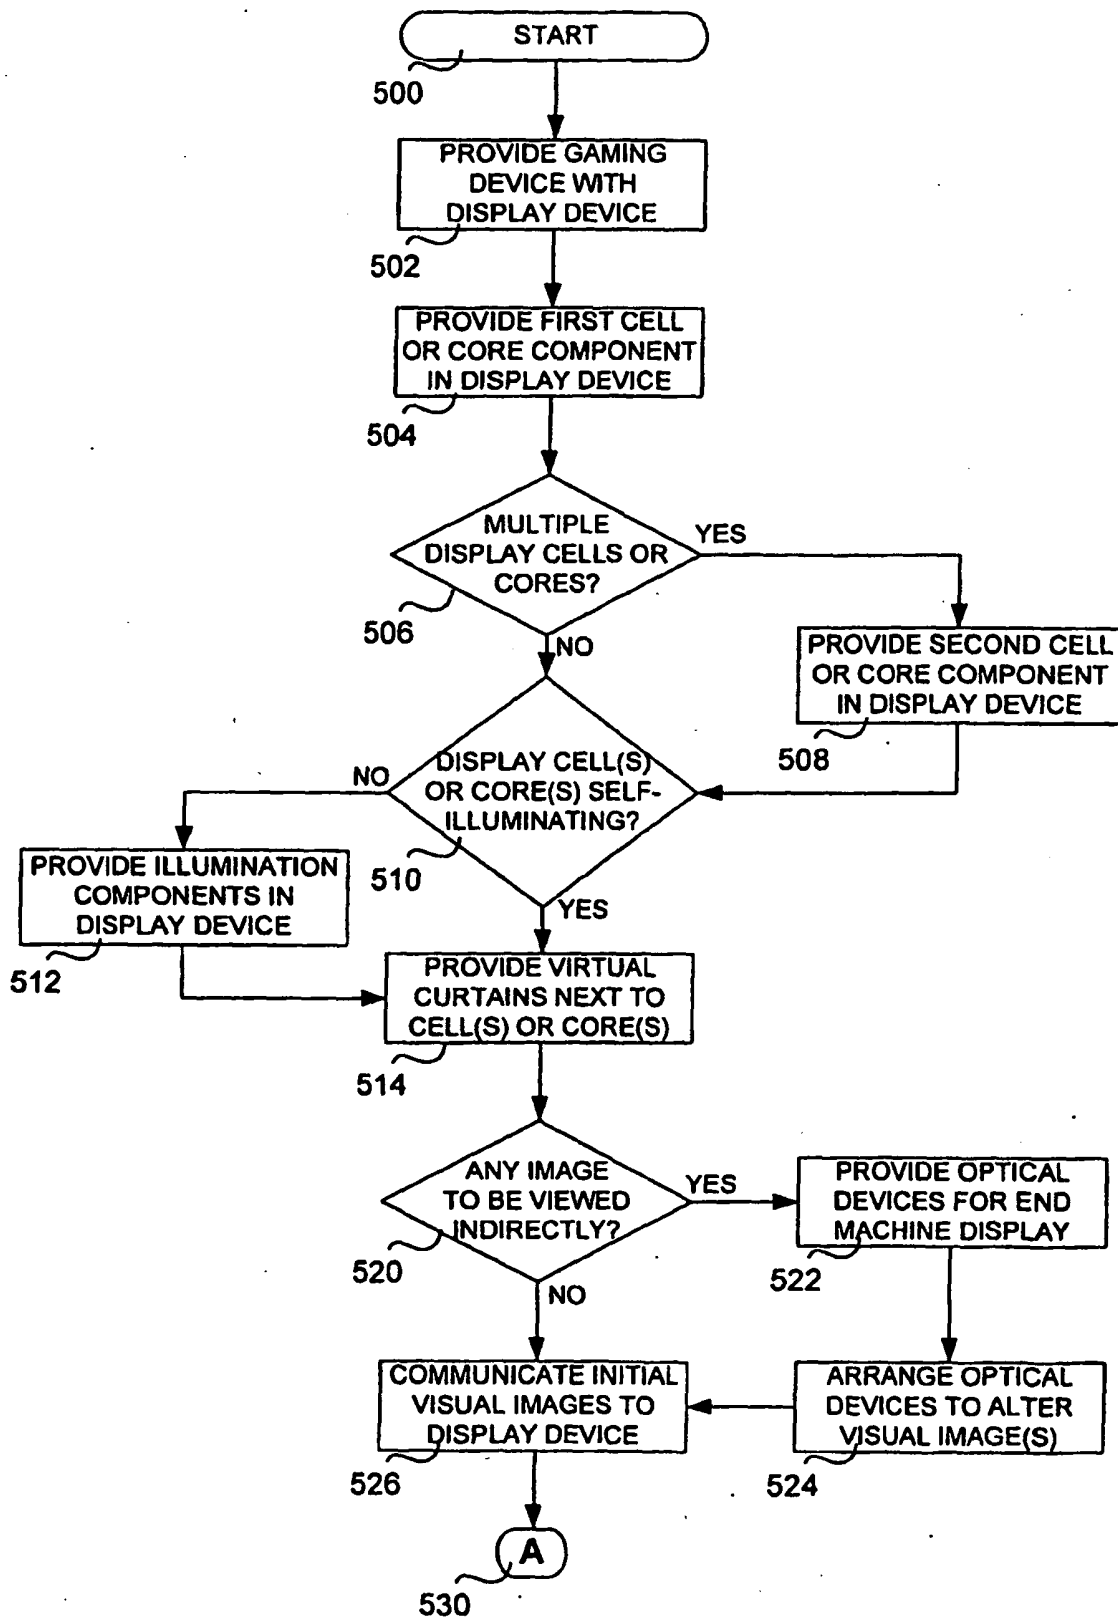 START
500
PROVIDE GAMING
DEVICE WITH
DISPLAY DEVICE
502
PROVIDE FIRST CELL
OR CORE COMPONENT
IN DISPLAY DEVICE
504
MULTIPLE
DISPLAY CELLS OR
CORES?
506
YES
NO
PROVIDE SECOND CELL
OR CORE COMPONENT
IN DISPLAY DEVICE
508
DISPLAY CELL(S)
OR CORE(S) SELF-
ILLUMINATING?
510
NO
YES
PROVIDE ILLUMINATION
COMPONENTS IN
DISPLAY DEVICE
512
PROVIDE VIRTUAL
CURTAINS NEXT TO
CELL(S) OR CORE(S)
514
ANY IMAGE
TO BE VIEWED
INDIRECTLY?
520
YES
NO
PROVIDE OPTICAL
DEVICES FOR END
MACHINE DISPLAY
522
ARRANGE OPTICAL
DEVICES TO ALTER
VISUAL IMAGE(S)
524
COMMUNICATE INITIAL
VISUAL IMAGES TO
DISPLAY DEVICE
526
A
530